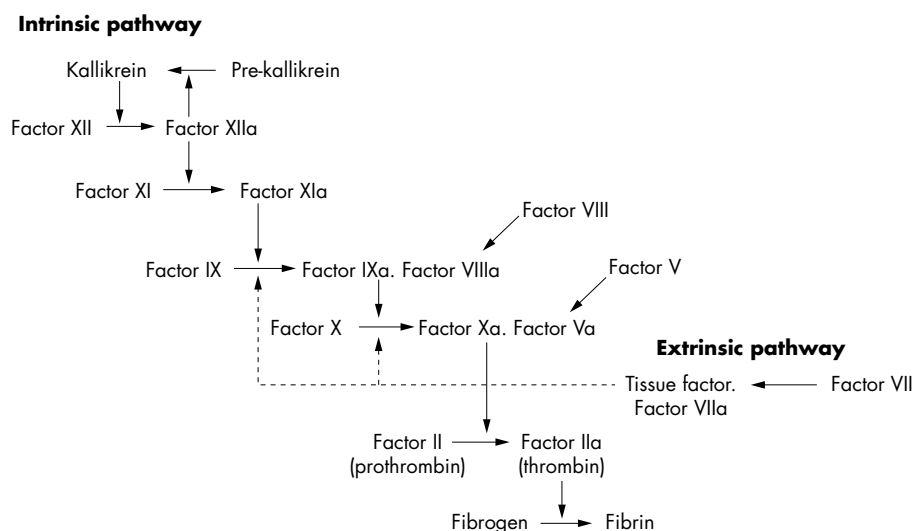 Intrinsic pathway
Kallikrein Pre-kallikrein
Factor XII Factor XIIa
Factor XI Factor XIa
Factor VIII
Factor IX Factor IXa. Factor VIIIa
Factor V
Factor X Factor Xa. Factor Va
Extrinsic pathway
Tissue factor. Factor VII
Factor VIIa
Factor II Factor IIa
(prothrombin) (thrombin)
Fibrogen Fibrin